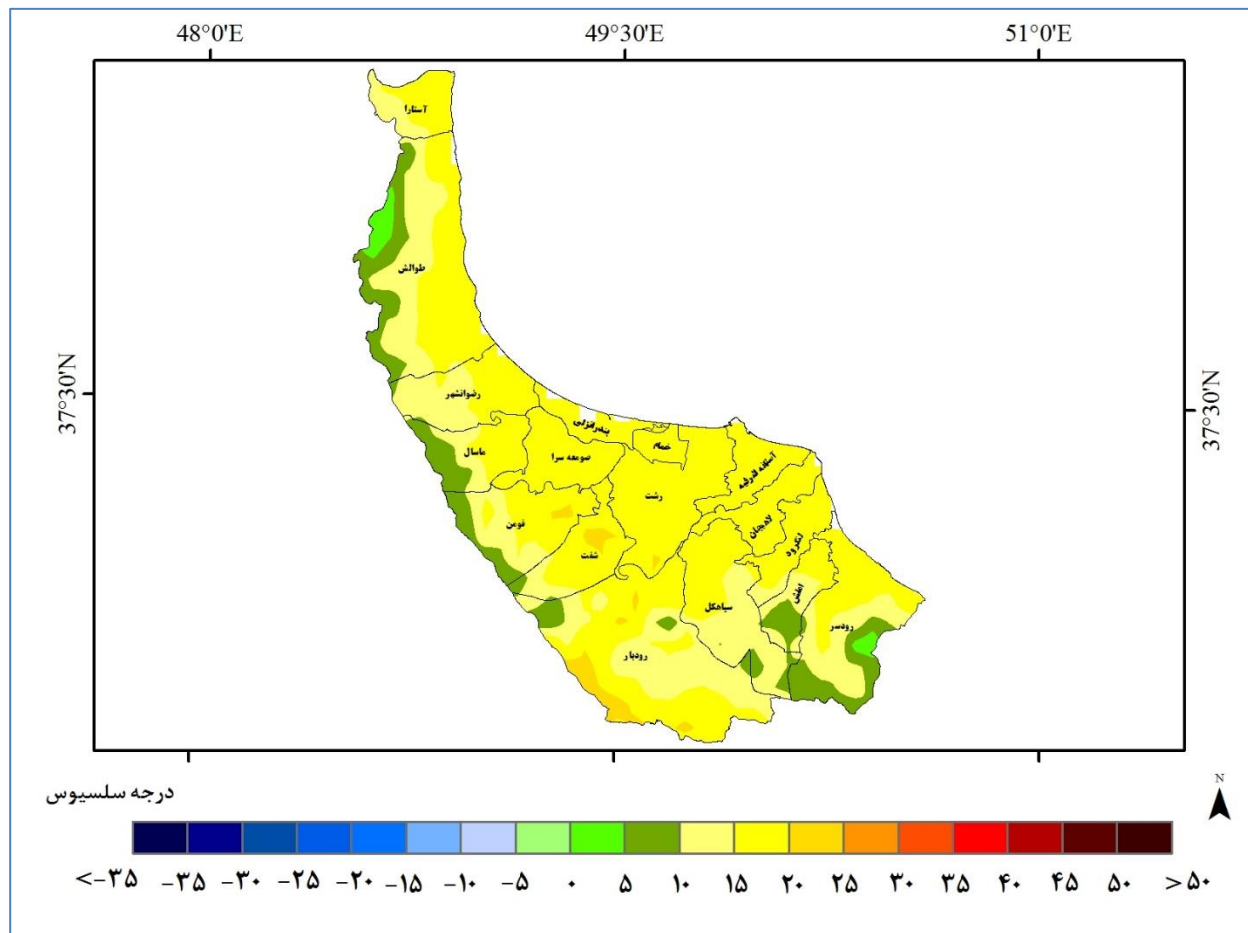 48°0'E 49°30'E 51°0'E
آستارا
طوالش
37°30'N 37°30'N
رضوانشهر
بندرانزلی
خمام
ماسال
صومعه سرا
آستانه اشرفیه
رشت
فومن
لاهیجان
لنگرود
شفت
املش
سیاهکل
رودسر
رودبار
درجه سلسیوس
N
<-۳۵ -۳۵ -۳۰ -۲۵ -۲۰ -۱۵ -۱۰ -۵ ۰ ۵ ۱۰ ۱۵ ۲۰ ۲۵ ۳۰ ۳۵ ۴۰ ۴۵ ۵۰ >۵۰